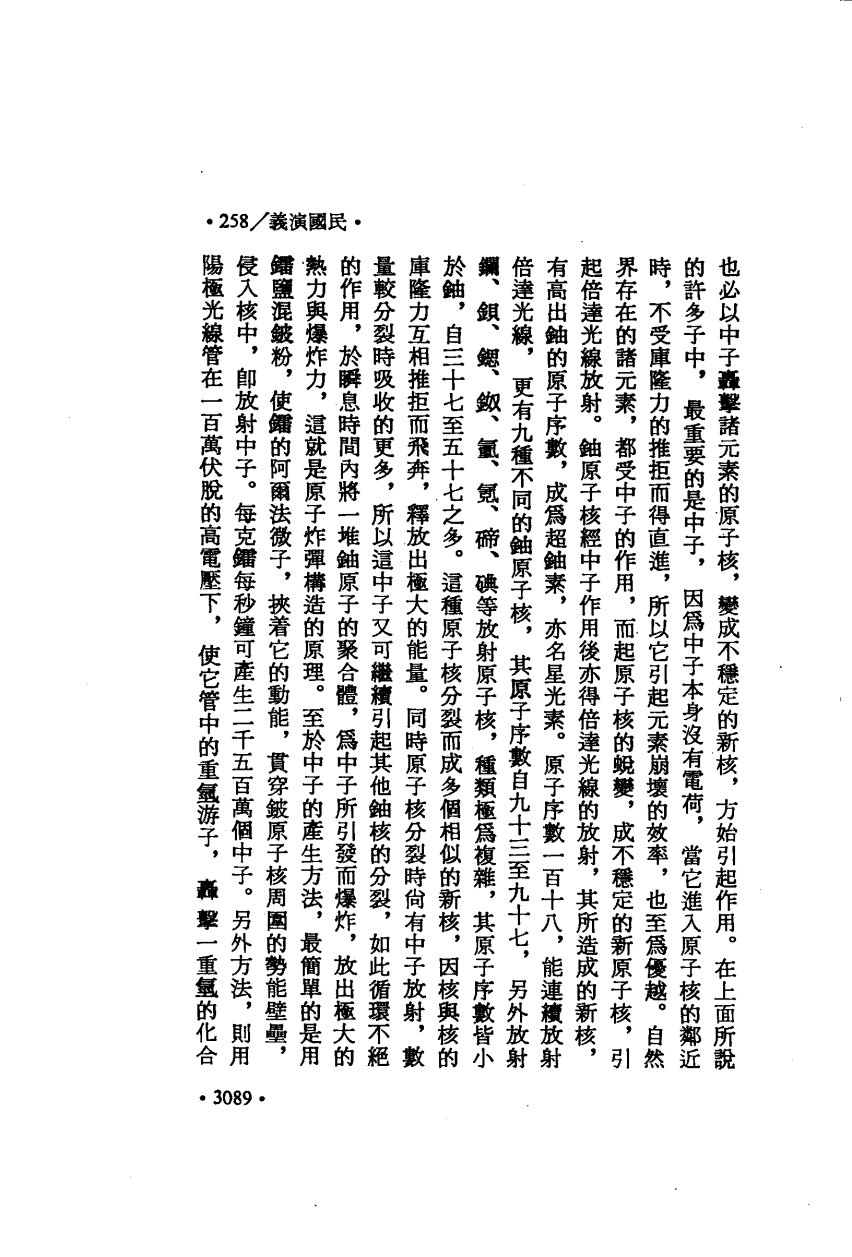 •258/義演國民•
也必以中子轟擊諸元素的原子核，變成不穩定的新核，方始引起作用。在上面所說
的許多子中，最重要的是中子，因爲中子本身沒有電荷，當它進入原子核的鄰近
時，不受庫隆力的推拒而得直進，所以它引起元素崩壞的效率，也至爲優越。自然
界存在的諸元素，都受中子的作用，而起原子核的蛻變，成不穩定的新原子核，引
起倍達光線放射。鈾原子核經中子作用後亦得倍達光線的放射，其所造成的新核，
有高出鈾的原子序數，成爲超鈾素，亦名星光素。原子序數一百十八，能連續放射
倍達光線，更有九種不同的鈾原子核，其原子序數自九十三至九十七，另外放射
鑭、鋇、鍶、釹、氙、氪、碲、碘等放射原子核，種類極爲複雜，其原子序數皆小
於鈾，自三十七至五十七之多。這種原子核分裂而成多個相似的新核，因核與核的
庫隆力互相推拒而飛奔，釋放出極大的能量。同時原子核分裂時尙有中子放射，數
量較分裂時吸收的更多，所以這中子又可繼續引起其他鈾核的分裂，如此循環不絕
的作用，於瞬息時間內將一堆鈾原子的聚合體，爲中子所引發而爆炸，放出極大的
熱力與爆炸力，這就是原子炸彈構造的原理。至於中子的產生方法，最簡單的是用
鐳鹽混鈹粉，使鐳的阿爾法微子，挾着它的動能，貫穿鈹原子核周圍的勢能壁壘，
侵入核中，卽放射中子。每克鐳每秒鐘可產生二千五百萬個中子。另外方法，則用
陽極光線管在一百萬伏脫的高電壓下，使它管中的重氫游子，轟擊一重氫的化合
•3089•